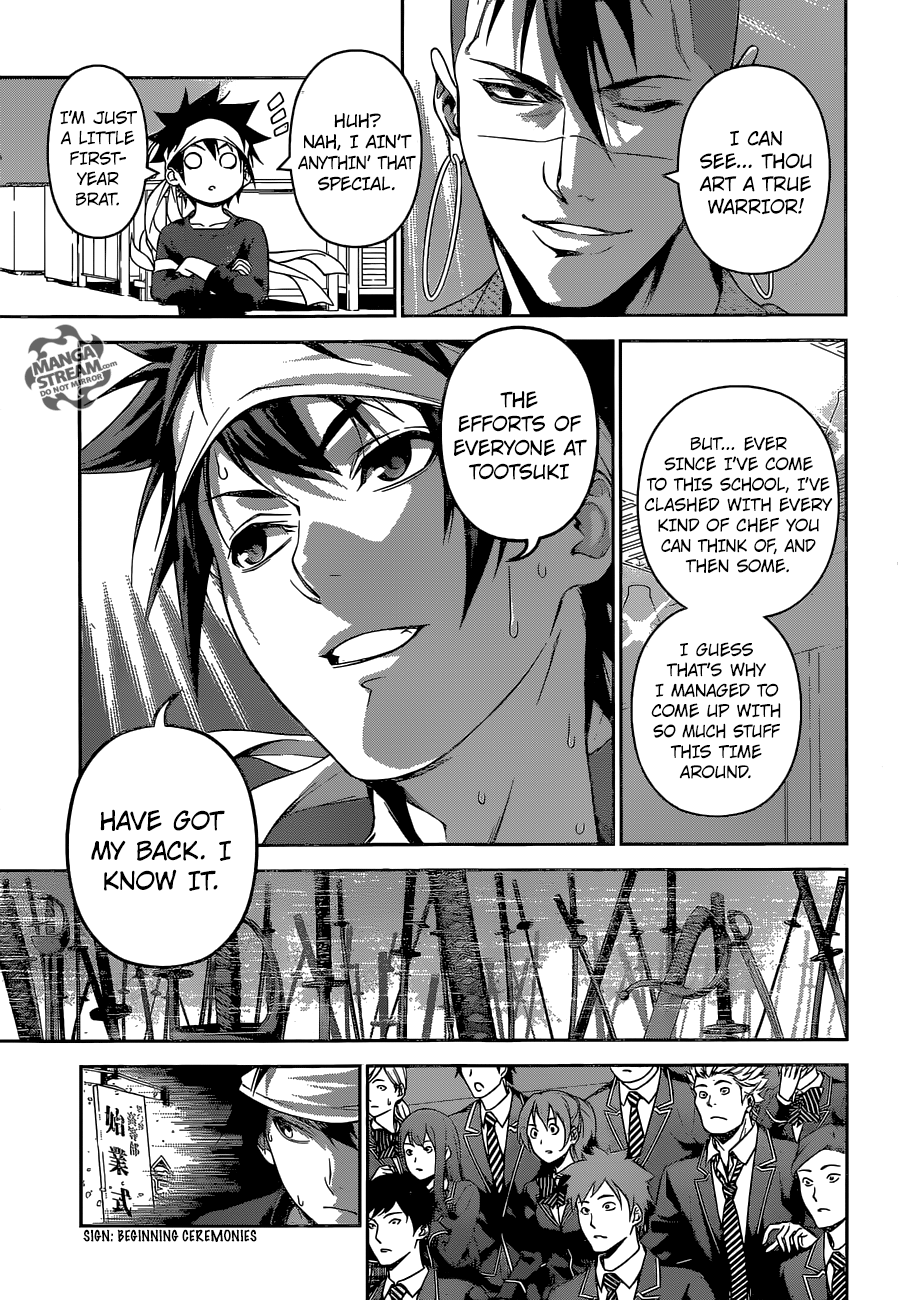 I CAN
SEE... THOU
ART A TRUE
WARRIOR!
HUH?
NAH, I AIN'T
ANYTHIN' THAT
SPECIAL.
I'M JUST
A LITTLE
FIRST-
YEAR
BRAT.
BUT... EVER
SINCE I'VE COME
TO THIS SCHOOL, I'VE
CLASHED WITH EVERY
KIND OF CHEF YOU
CAN THINK OF, AND
THEN SOME.
I GUESS
THAT'S WHY
I MANAGED TO
COME UP WITH
SO MUCH STUFF
THIS TIME
AROUND.
THE
EFFORTS OF
EVERYONE AT
TOOTSUKI
HAVE GOT
MY BACK. I
KNOW IT.
MANGA
STREAM.com
DO NOT MIRROR
始業式
SIGN: BEGINNING CEREMONIES